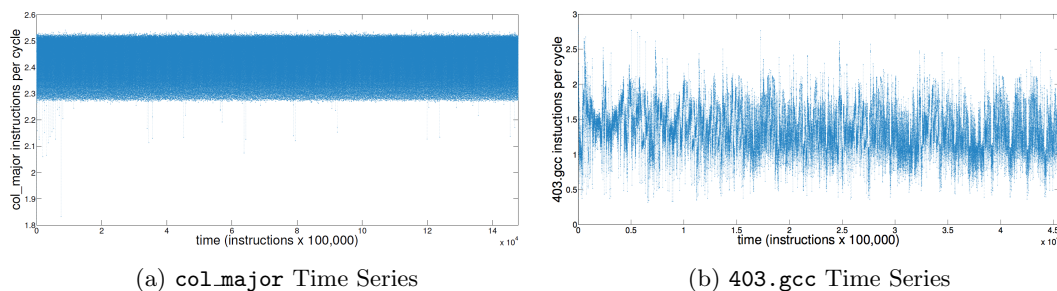 2.6
2.5
2.4
2.3
2.2
2.1
2
1.9
1.8
col_major instructions per cycle
0 2 4 6 8 10 12 14
x 10⁴
time (instructions x 100,000)
(a) col_major Time Series
3
2.5
2
1.5
1
0.5
0
403.gcc instructions per cycle
0 0.5 1 1.5 2 2.5 3 3.5 4 4.5
time (instructions x 100,000)
(b) 403.gcc Time Series